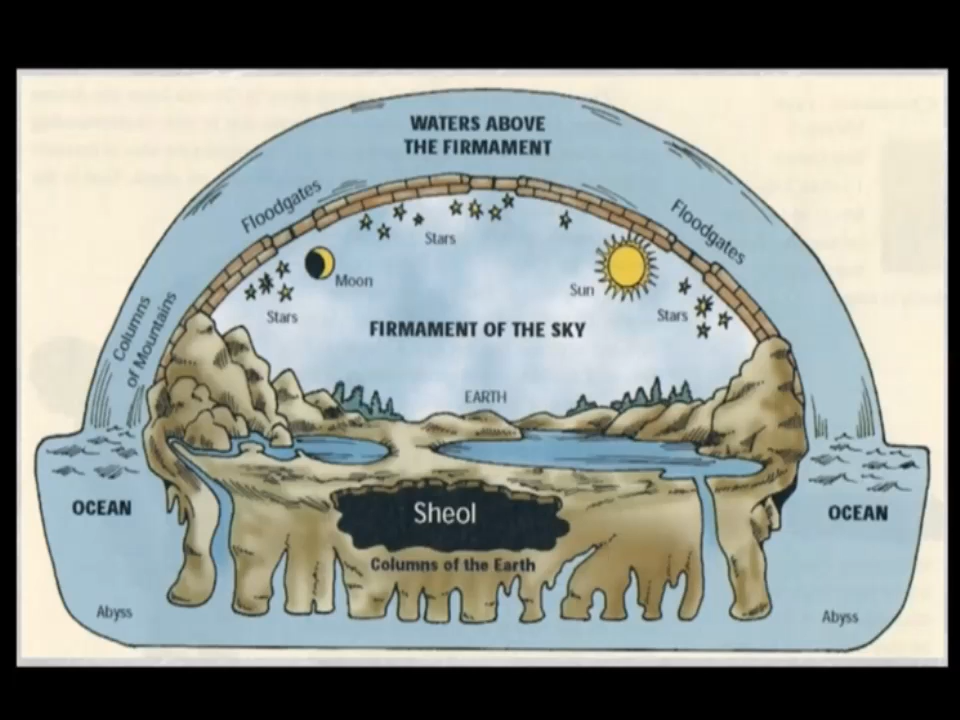 WATERS ABOVE
THE FIRMAMENT
Floodgates
Floodgates
Stars
Moon
Sun
Stars
Stars
Columns
of Mountains
FIRMAMENT OF THE SKY
EARTH
OCEAN
Sheol
OCEAN
Columns of the Earth
Abyss
Abyss